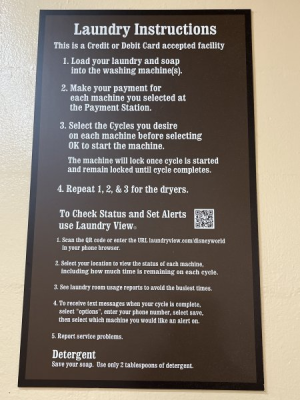 Laundry Instructions
This is a Credit or Debit Card accepted facility
1. Load your laundry and soap
into the washing machine(s).
2. Make your payment for
each machine you selected at
the Payment Station.
3. Select the Cycles you desire
on each machine before selecting
OK to start the machine.
The machine will lock once cycle is started
and remain locked until cycle completes.
4. Repeat 1, 2, & 3 for the dryers.
To Check Status and Set Alerts
use Laundry View®
1. Scan the QR code or enter the URL laundryview.com/disneyworld
in your phone browser.
2. Select your location to view the status of each machine,
including how much time is remaining on each cycle.
3. See laundry room usage reports to avoid the busiest times.
4. To receive text messages when your cycle is complete,
select "options", enter your phone number, select save,
then select which machine you would like an alert on.
5. Report service problems.
Detergent
Save your soap. Use only 2 tablespoons of detergent.